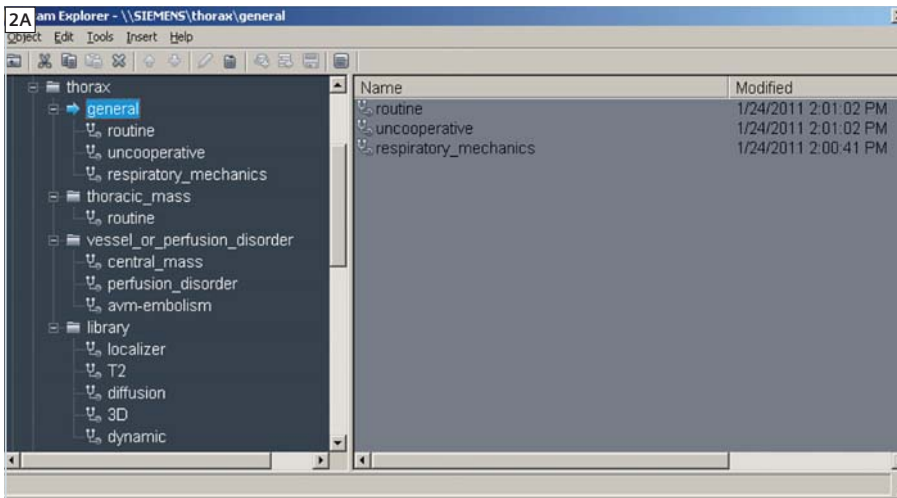 2A
am Explorer - \\SIEMENS\thorax\general
Object Edit Tools Insert Help
thorax
general
routine
uncooperative
respiratory_mechanics
thoracic_mass
routine
vessel_or_perfusion_disorder
central_mass
perfusion_disorder
avm-embolism
library
localizer
T2
diffusion
3D
dynamic
Name Modified
routine 1/24/2011 2:01:02 PM
uncooperative 1/24/2011 2:01:02 PM
respiratory_mechanics 1/24/2011 2:00:41 PM